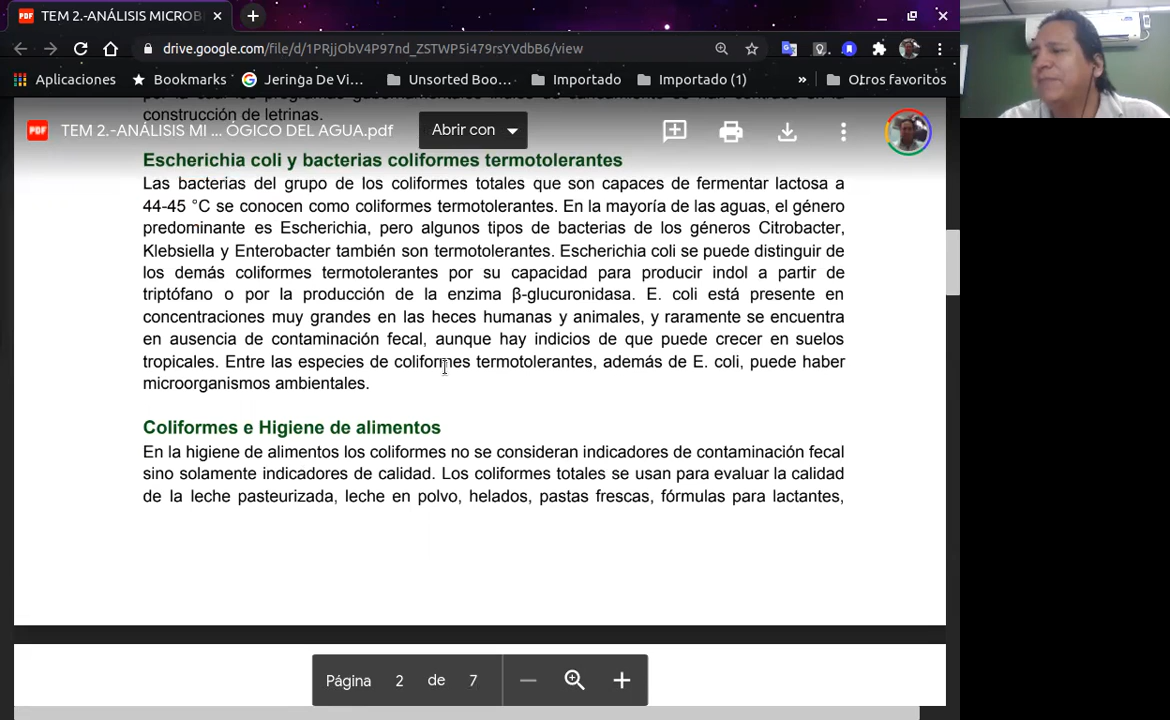 TEM 2.-ANÁLISIS MICROB
drive.google.com/file/d/1PRjjObV4P97nd_ZSTWPSi479rsYVdbB6/view
Aplicaciones Bookmarks Jeringa De Vi... Unsorted Boo... Importado Importado (1) » Otros favoritos
construcción de letrinas.
PDF TEM 2.-ANÁLISIS MI ... ÓGICO DEL AGUA.pdf Abrir con
Escherichia coli y bacterias coliformes termotolerantes
Las bacterias del grupo de los coliformes totales que son capaces de fermentar lactosa a
44-45 °C se conocen como coliformes termotolerantes. En la mayoría de las aguas, el género
predominante es Escherichia, pero algunos tipos de bacterias de los géneros Citrobacter,
Klebsiella y Enterobacter también son termotolerantes. Escherichia coli se puede distinguir de
los demás coliformes termotolerantes por su capacidad para producir indol a partir de
triptófano o por la producción de la enzima β-glucuronidasa. E. coli está presente en
concentraciones muy grandes en las heces humanas y animales, y raramente se encuentra
en ausencia de contaminación fecal, aunque hay indicios de que puede crecer en suelos
tropicales. Entre las especies de coliformes termotolerantes, además de E. coli, puede haber
microorganismos ambientales.
Coliformes e Higiene de alimentos
En la higiene de alimentos los coliformes no se consideran indicadores de contaminación fecal
sino solamente indicadores de calidad. Los coliformes totales se usan para evaluar la calidad
de la leche pasteurizada, leche en polvo, helados, pastas frescas, fórmulas para lactantes,
Página 2 de 7